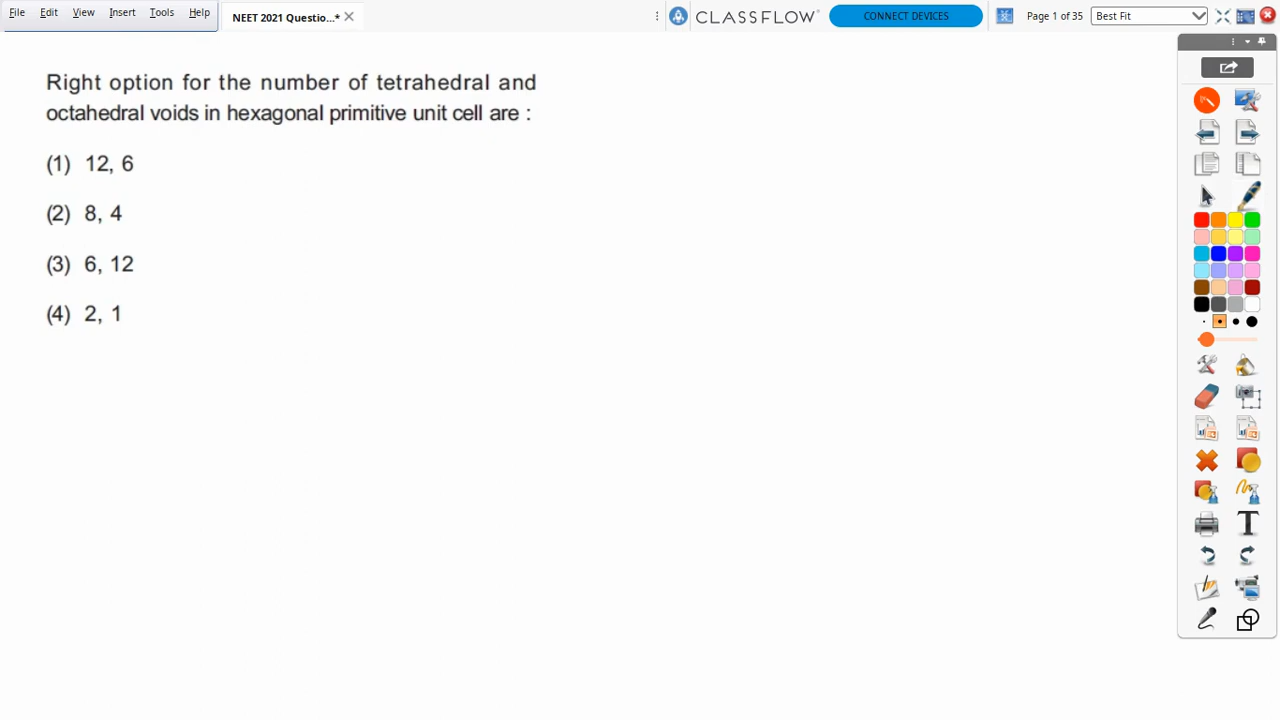 File Edit View Insert Tools Help
NEET 2021 Questio...*
CLASSFLOW
CONNECT DEVICES
Page 1 of 35
Best Fit
Right option for the number of tetrahedral and
octahedral voids in hexagonal primitive unit cell are :
(1) 12, 6
(2) 8, 4
(3) 6, 12
(4) 2, 1
T